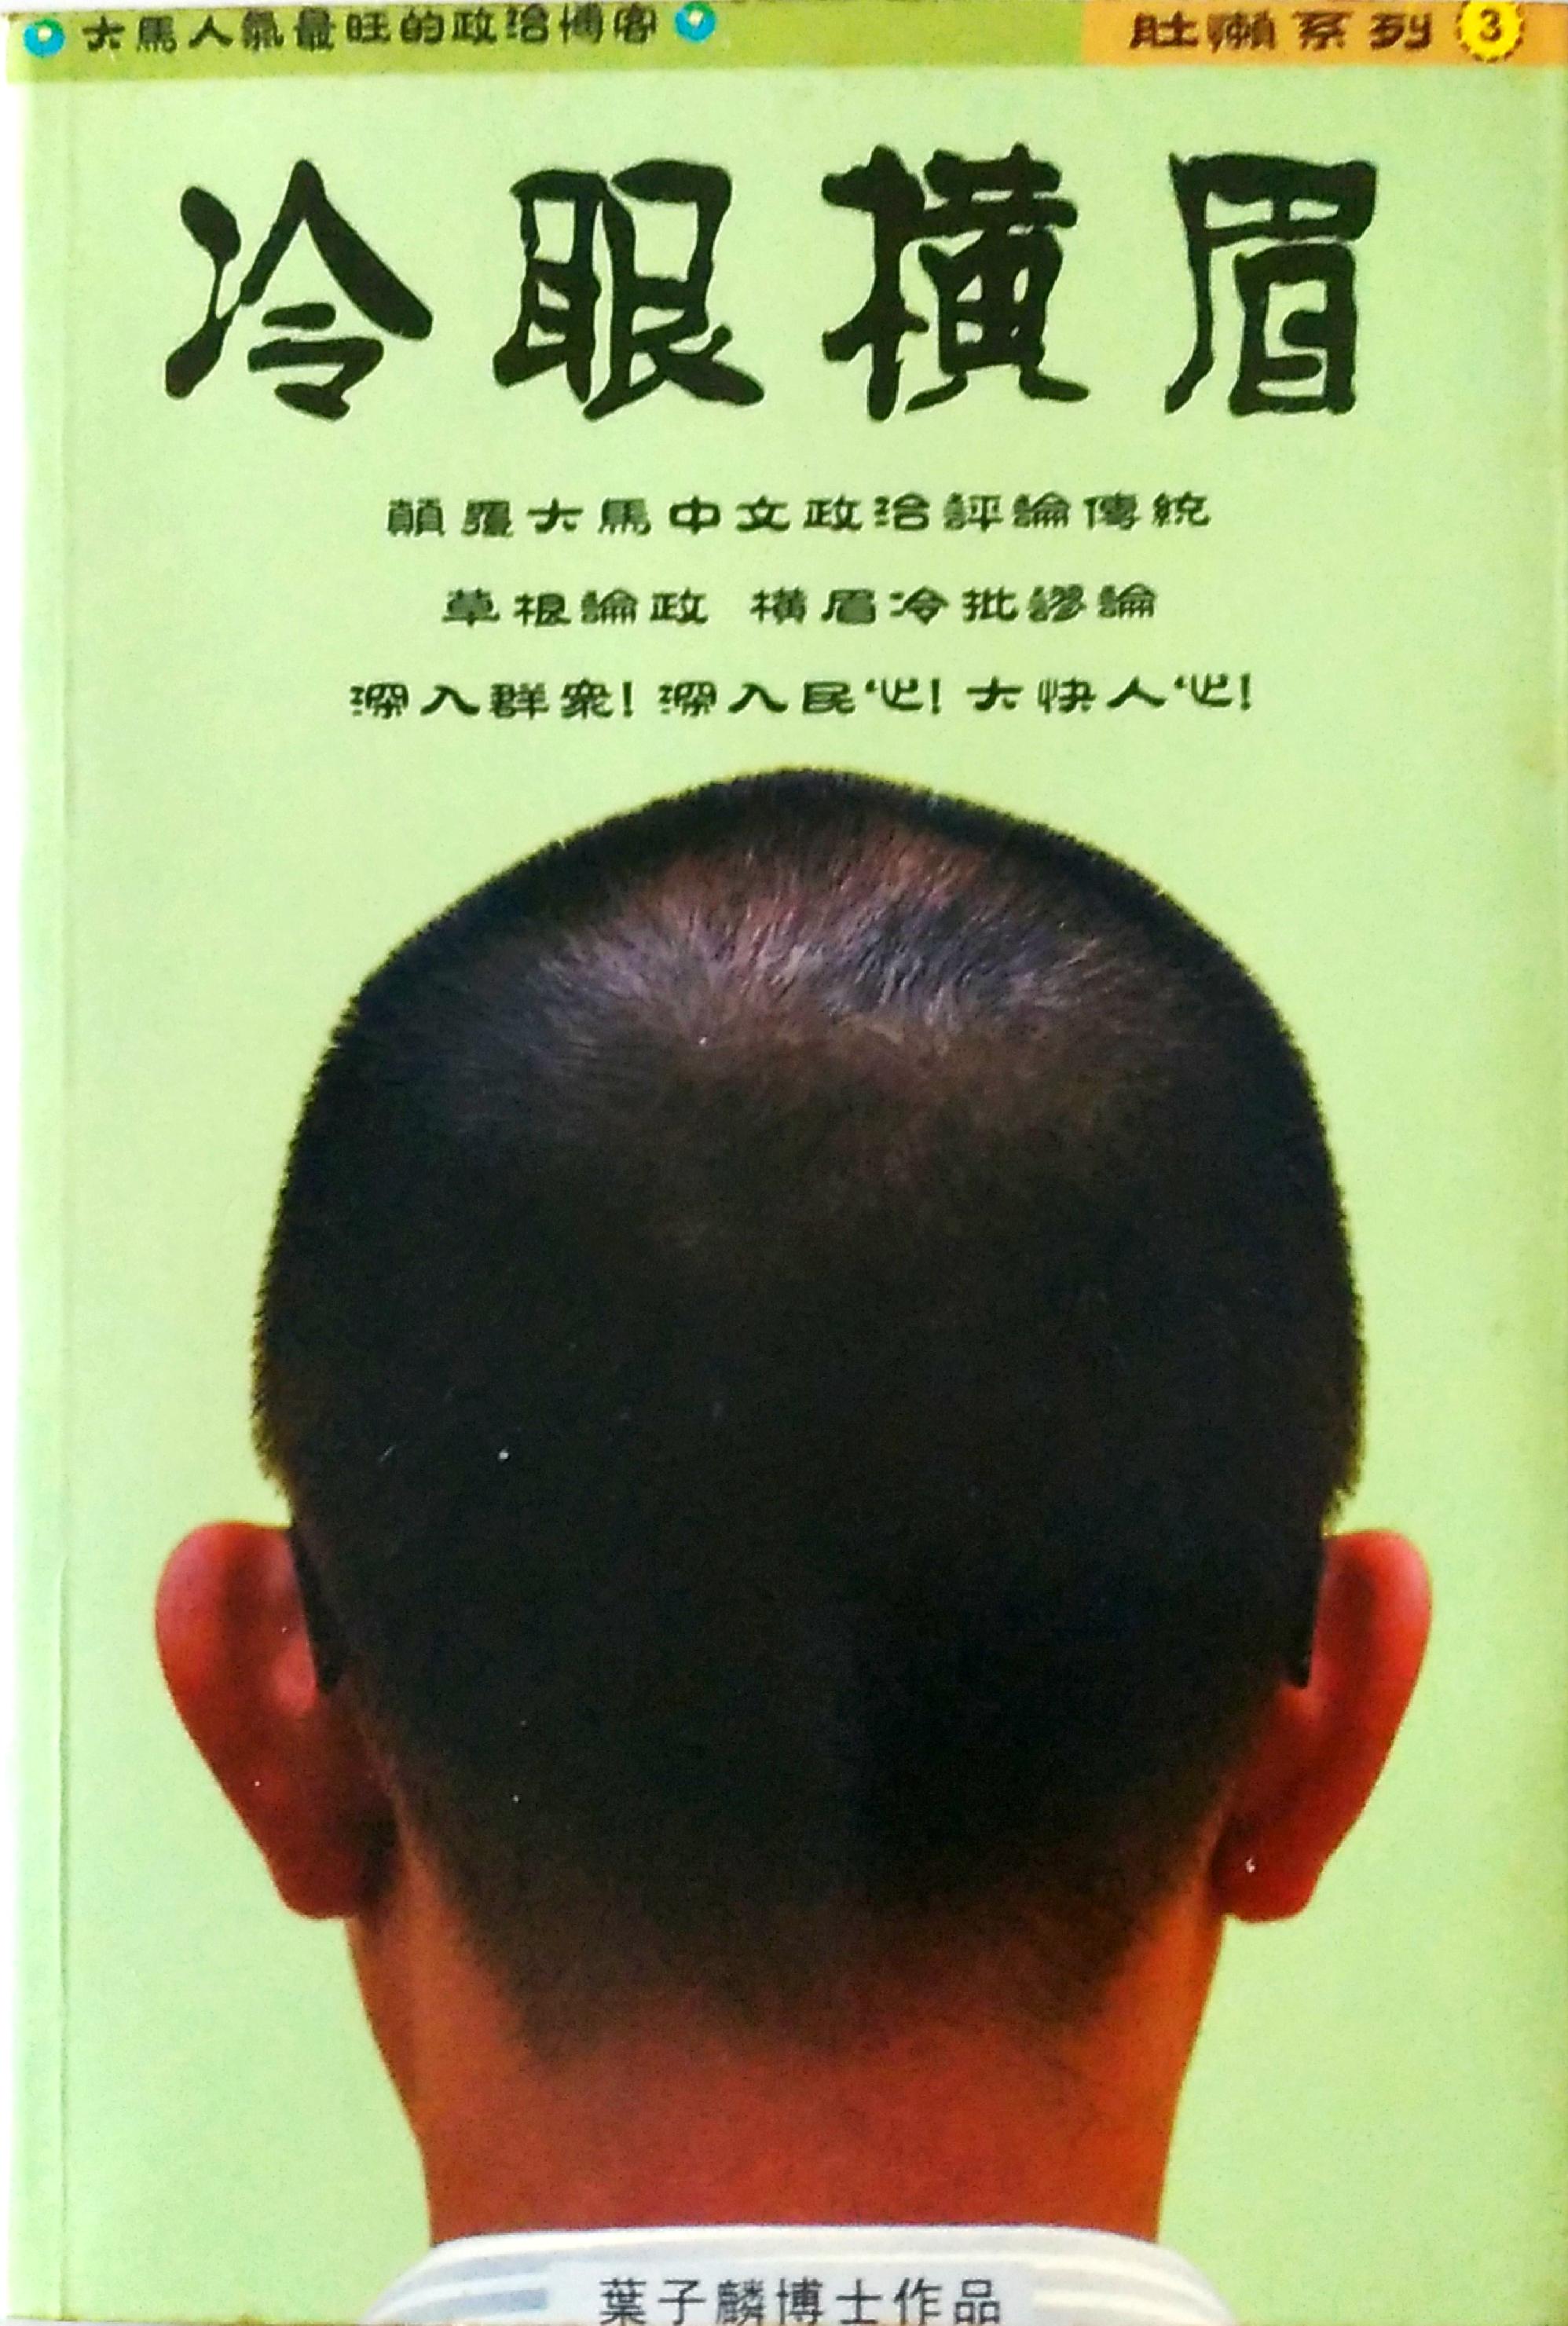 大馬人氣最旺的政治博客
肚懶系列 3
冷眼橫眉
顛覆大馬中文政治評論傳統
草根論政 橫眉冷批謬論
深入群衆! 深入民心! 大快人心!
葉子麟博士作品